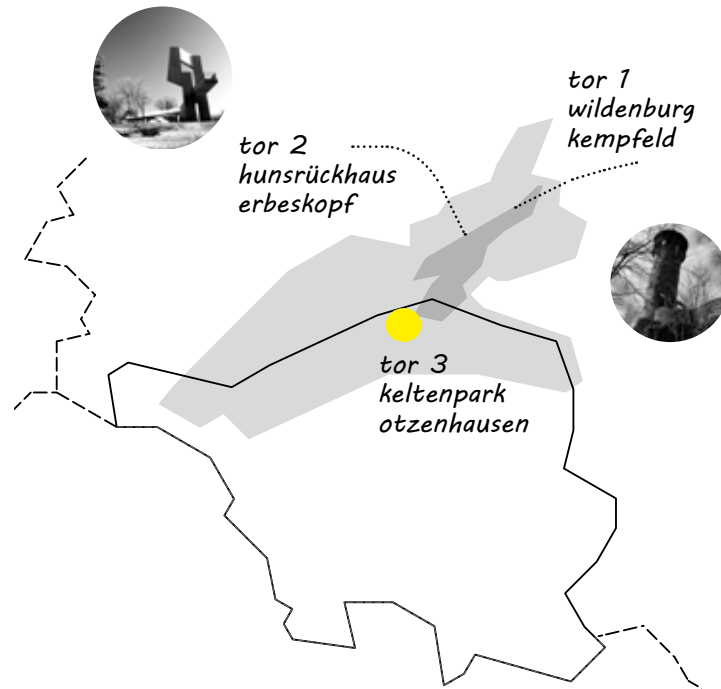 tor 1
wildenburg
kempfeld
tor 2
hunsrückhaus
erbeskopf
tor 3
keltenpark
otzenhausen